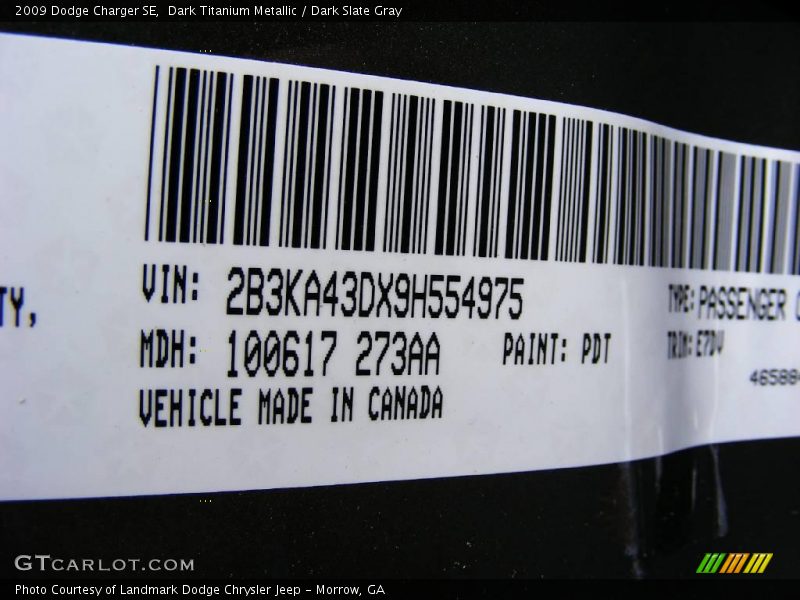 2009 Dodge Charger SE,  Dark Titanium Metallic / Dark Slate Gray
TY,
VIN: 2B3KA43DX9H554975
TYPE: PASSENGER
MDH: 100617 273AA
PAINT: PDT
TRIM: E7DV
VEHICLE MADE IN CANADA
46588
GTCARLOT.COM
Photo Courtesy of Landmark Dodge Chrysler Jeep - Morrow, GA